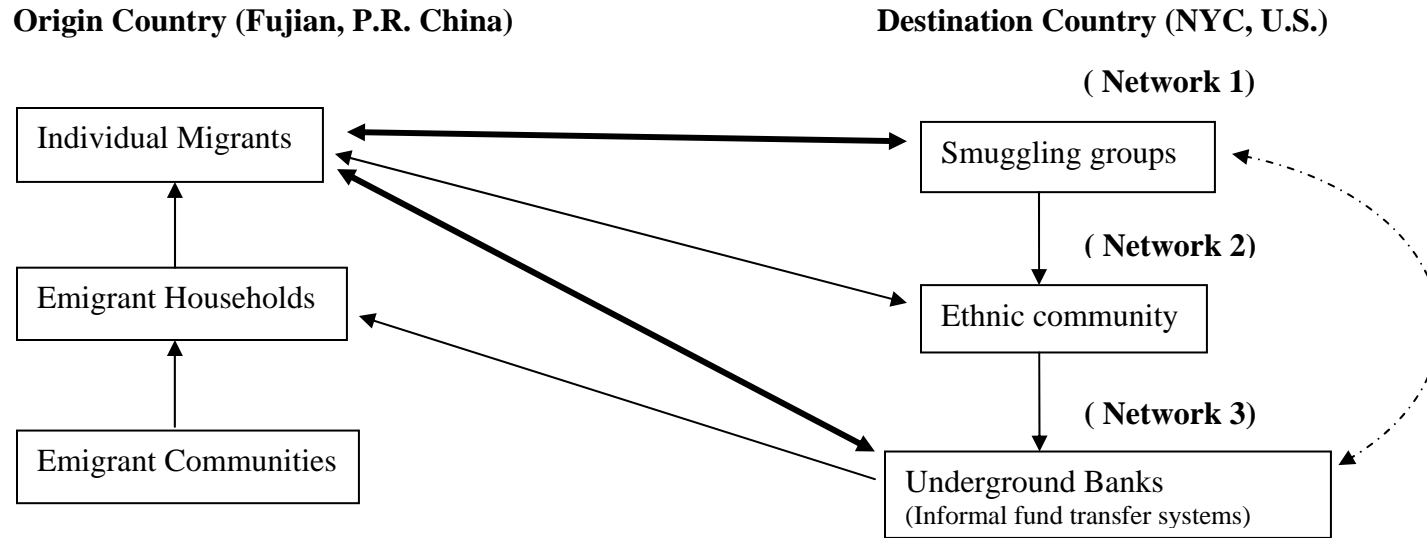 Origin Country (Fujian, P.R. China)
Destination Country (NYC, U.S.)
( Network 1)
Individual Migrants
Smuggling groups
( Network 2)
Emigrant Households
Ethnic community
( Network 3)
Emigrant Communities
Underground Banks
(Informal fund transfer systems)